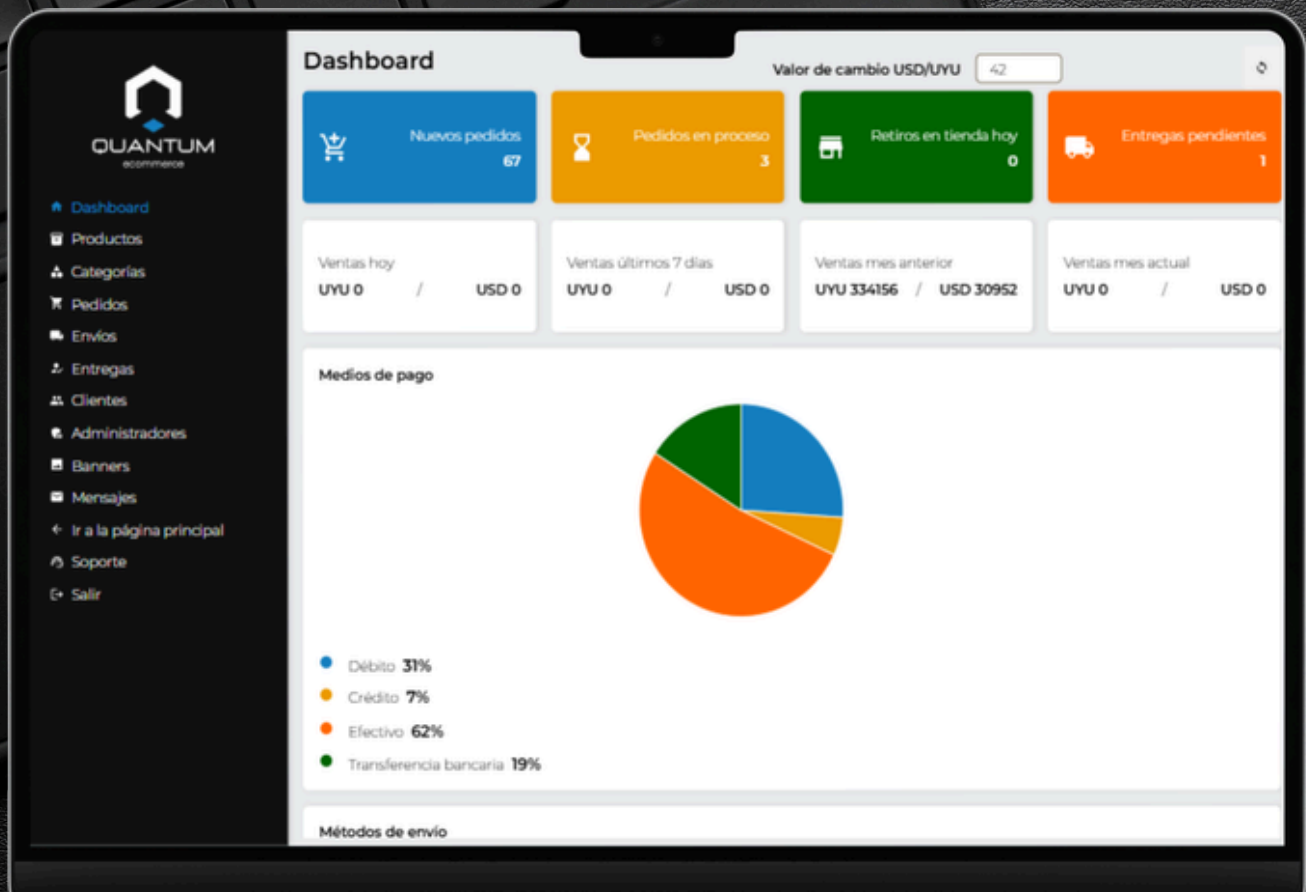 QUANTUM
ecommerce
Dashboard
Productos
Categorías
Pedidos
Envíos
Entregas
Clientes
Administradores
Banners
Mensajes
Ir a la página principal
Soporte
Salir
Dashboard
Valor de cambio USD/UYU 42
Nuevos pedidos
67
Pedidos en proceso
3
Retiros en tienda hoy
0
Entregas pendientes
1
Ventas hoy
UYU 0 / USD 0
Ventas últimos 7 días
UYU 0 / USD 0
Ventas mes anterior
UYU 334156 / USD 30952
Ventas mes actual
UYU 0 / USD 0
Medios de pago
Débito 31%
Crédito 7%
Efectivo 62%
Transferencia bancaria 19%
Métodos de envío